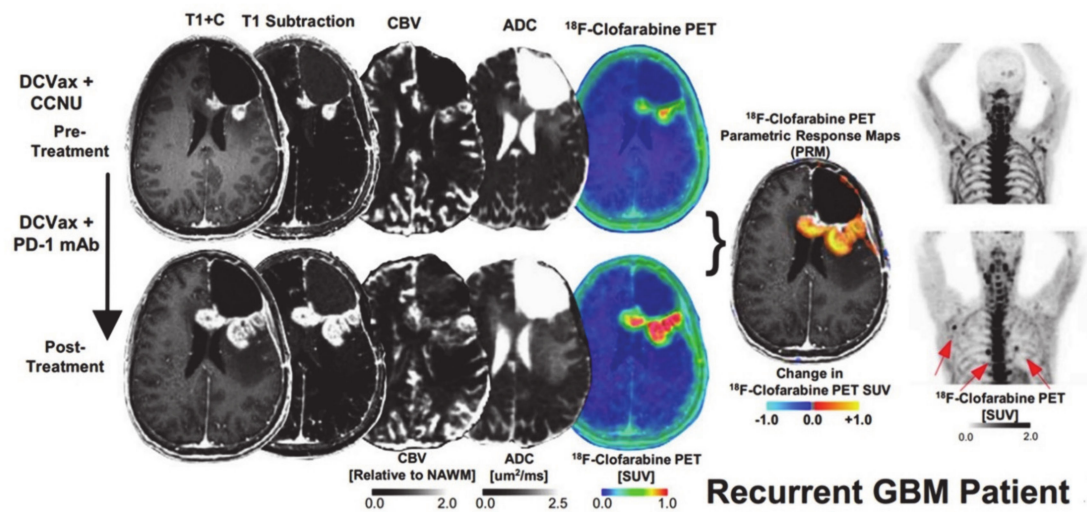 T1+C
T1 Subtraction
CBV
ADC
18F-Clofarabine PET
DCVax +
CCNU
Pre-
Treatment
DCVax +
PD-1 mAb
Post-
Treatment
18F-Clofarabine PET
Parametric Response Maps
(PRM)
}
Change in
18F-Clofarabine PET SUV
-1.0 0.0 +1.0
18F-Clofarabine PET
[SUV]
0.0 2.0
CBV
[Relative to NAWM]
0.0 2.0
ADC
[um²/ms]
0.0 2.5
18F-Clofarabine PET
[SUV]
0.0 1.0
Recurrent GBM Patient